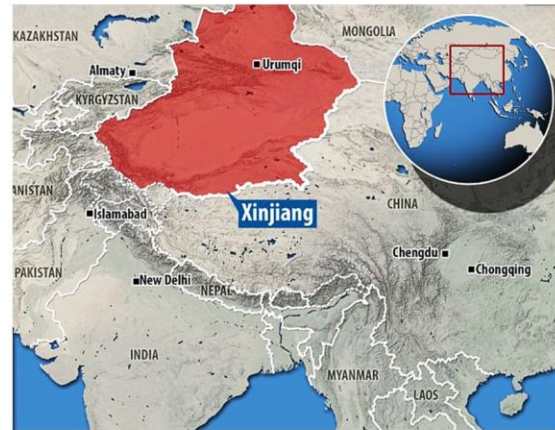 KAZAKHSTAN
MONGOLIA
Urumqi
Almaty
KYRGYZSTAN
ANISTAN
Islamabad
Xinjiang
CHINA
PAKISTAN
Chengdu
Chongqing
New Delhi
NEPAL
INDIA
MYANMAR
LAOS